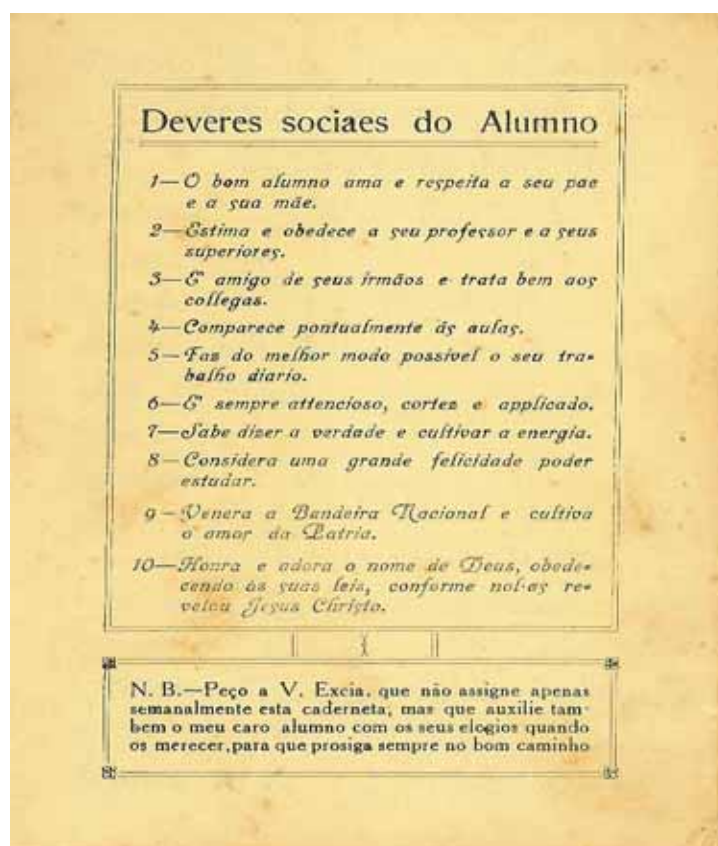 Deveres sociaes do Alumno
1—O bom alumno ama e respeita a seu pae
e a sua mãe.
2—Estima e obedece a seu professor e a seus
superiores.
3—E' amigo de seus irmãos e trata bem aos
collegas.
4—Comparece pontualmente ás aulas.
5—Faz do melhor modo possivel o seu tra-
balho diario.
6—E' sempre attencioso, cortez e applicado.
7—Sabe dizer a verdade e cultivar a energia.
8—Considera uma grande felicidade poder
estudar.
9—Venera a Bandeira Nacional e cultiva
o amor da Patria.
10—Honra e adora o nome de Deus, obede-
cendo ás suas leis, conforme nol-as re-
velou Jesus Christo.
N. B.—Peço a V. Excia. que não assigne apenas
semanalmente esta caderneta, mas que auxilie tam-
bem o meu caro alumno com os seus elogios quando
os merecer, para que prosiga sempre no bom caminho